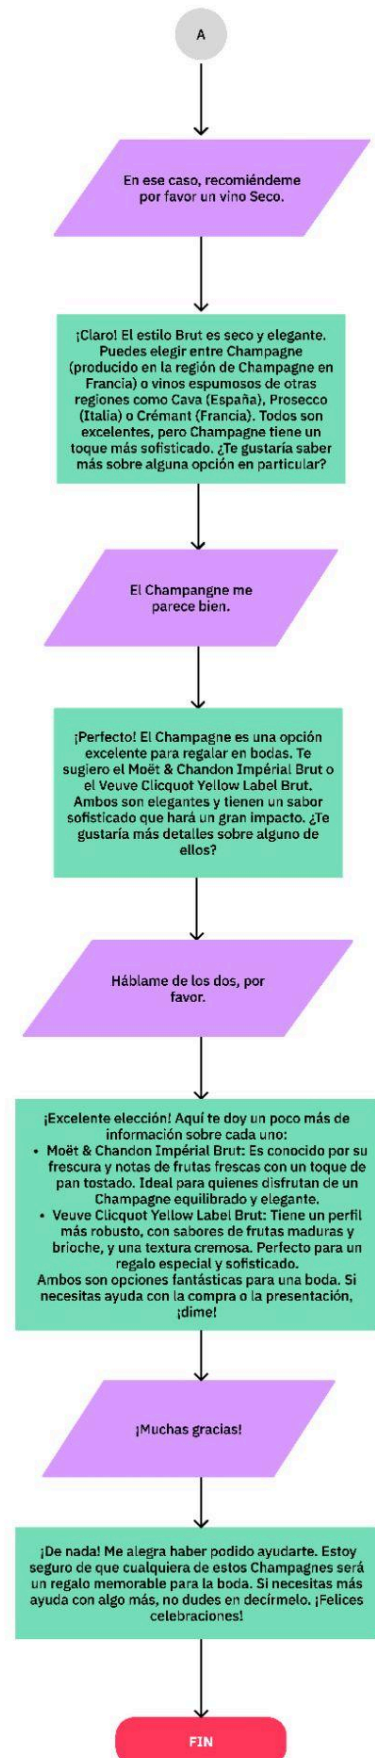 A
En ese caso, recomiéndeme
por favor un vino Seco.
¡Claro! El estilo Brut es seco y elegante.
Puedes elegir entre Champagne
(producido en la región de Champagne en
Francia) o vinos espumosos de otras
regiones como Cava (España), Prosecco
(Italia) o Crémant (Francia). Todos son
excelentes, pero Champagne tiene un
toque más sofisticado. ¿Te gustaría saber
más sobre alguna opción en particular?
El Champangne me
parece bien.
¡Perfecto! El Champagne es una opción
excelente para regalar en bodas. Te
sugiero el Moët & Chandon Impérial Brut o
el Veuve Clicquot Yellow Label Brut.
Ambos son elegantes y tienen un sabor
sofisticado que hará un gran impacto. ¿Te
gustaría más detalles sobre alguno de
ellos?
Háblame de los dos, por
favor.
¡Excelente elección! Aquí te doy un poco más de
información sobre cada uno:
• Moët & Chandon Impérial Brut: Es conocido por su
frescura y notas de frutas frescas con un toque de
pan tostado. Ideal para quienes disfrutan de un
Champagne equilibrado y elegante.
• Veuve Clicquot Yellow Label Brut: Tiene un perfil
más robusto, con sabores de frutas maduras y
brioche, y una textura cremosa. Perfecto para un
regalo especial y sofisticado.
Ambos son opciones fantásticas para una boda. Si
necesitas ayuda con la compra o la presentación,
¡dime!
¡Muchas gracias!
¡De nada! Me alegra haber podido ayudarte. Estoy
seguro de que cualquiera de estos Champagnes será
un regalo memorable para la boda. Si necesitas más
ayuda con algo más, no dudes en decírmelo. ¡Felices
celebraciones!
FIN